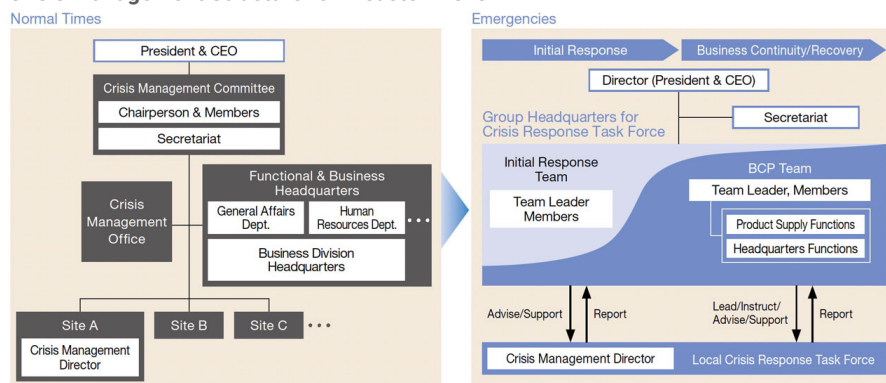 Normal Times
President & CEO
Crisis Management Committee
Chairperson & Members
Secretariat
Crisis
Management
Office
Functional & Business
Headquarters
General Affairs
Dept.
Human
Resources Dept.
Business Division
Headquarters
Site A
Crisis Management
Director
Site B
Site C
Emergencies
Initial Response
Business Continuity/Recovery
Director (President & CEO)
Group Headquarters for
Crisis Response Task Force
Secretariat
Initial Response
Team
Team Leader
Members
BCP Team
Team Leader, Members
Product Supply Functions
Headquarters Functions
Advise/Support
Report
Lead/Instruct/
Advise/Support
Report
Crisis Management Director
Local Crisis Response Task Force